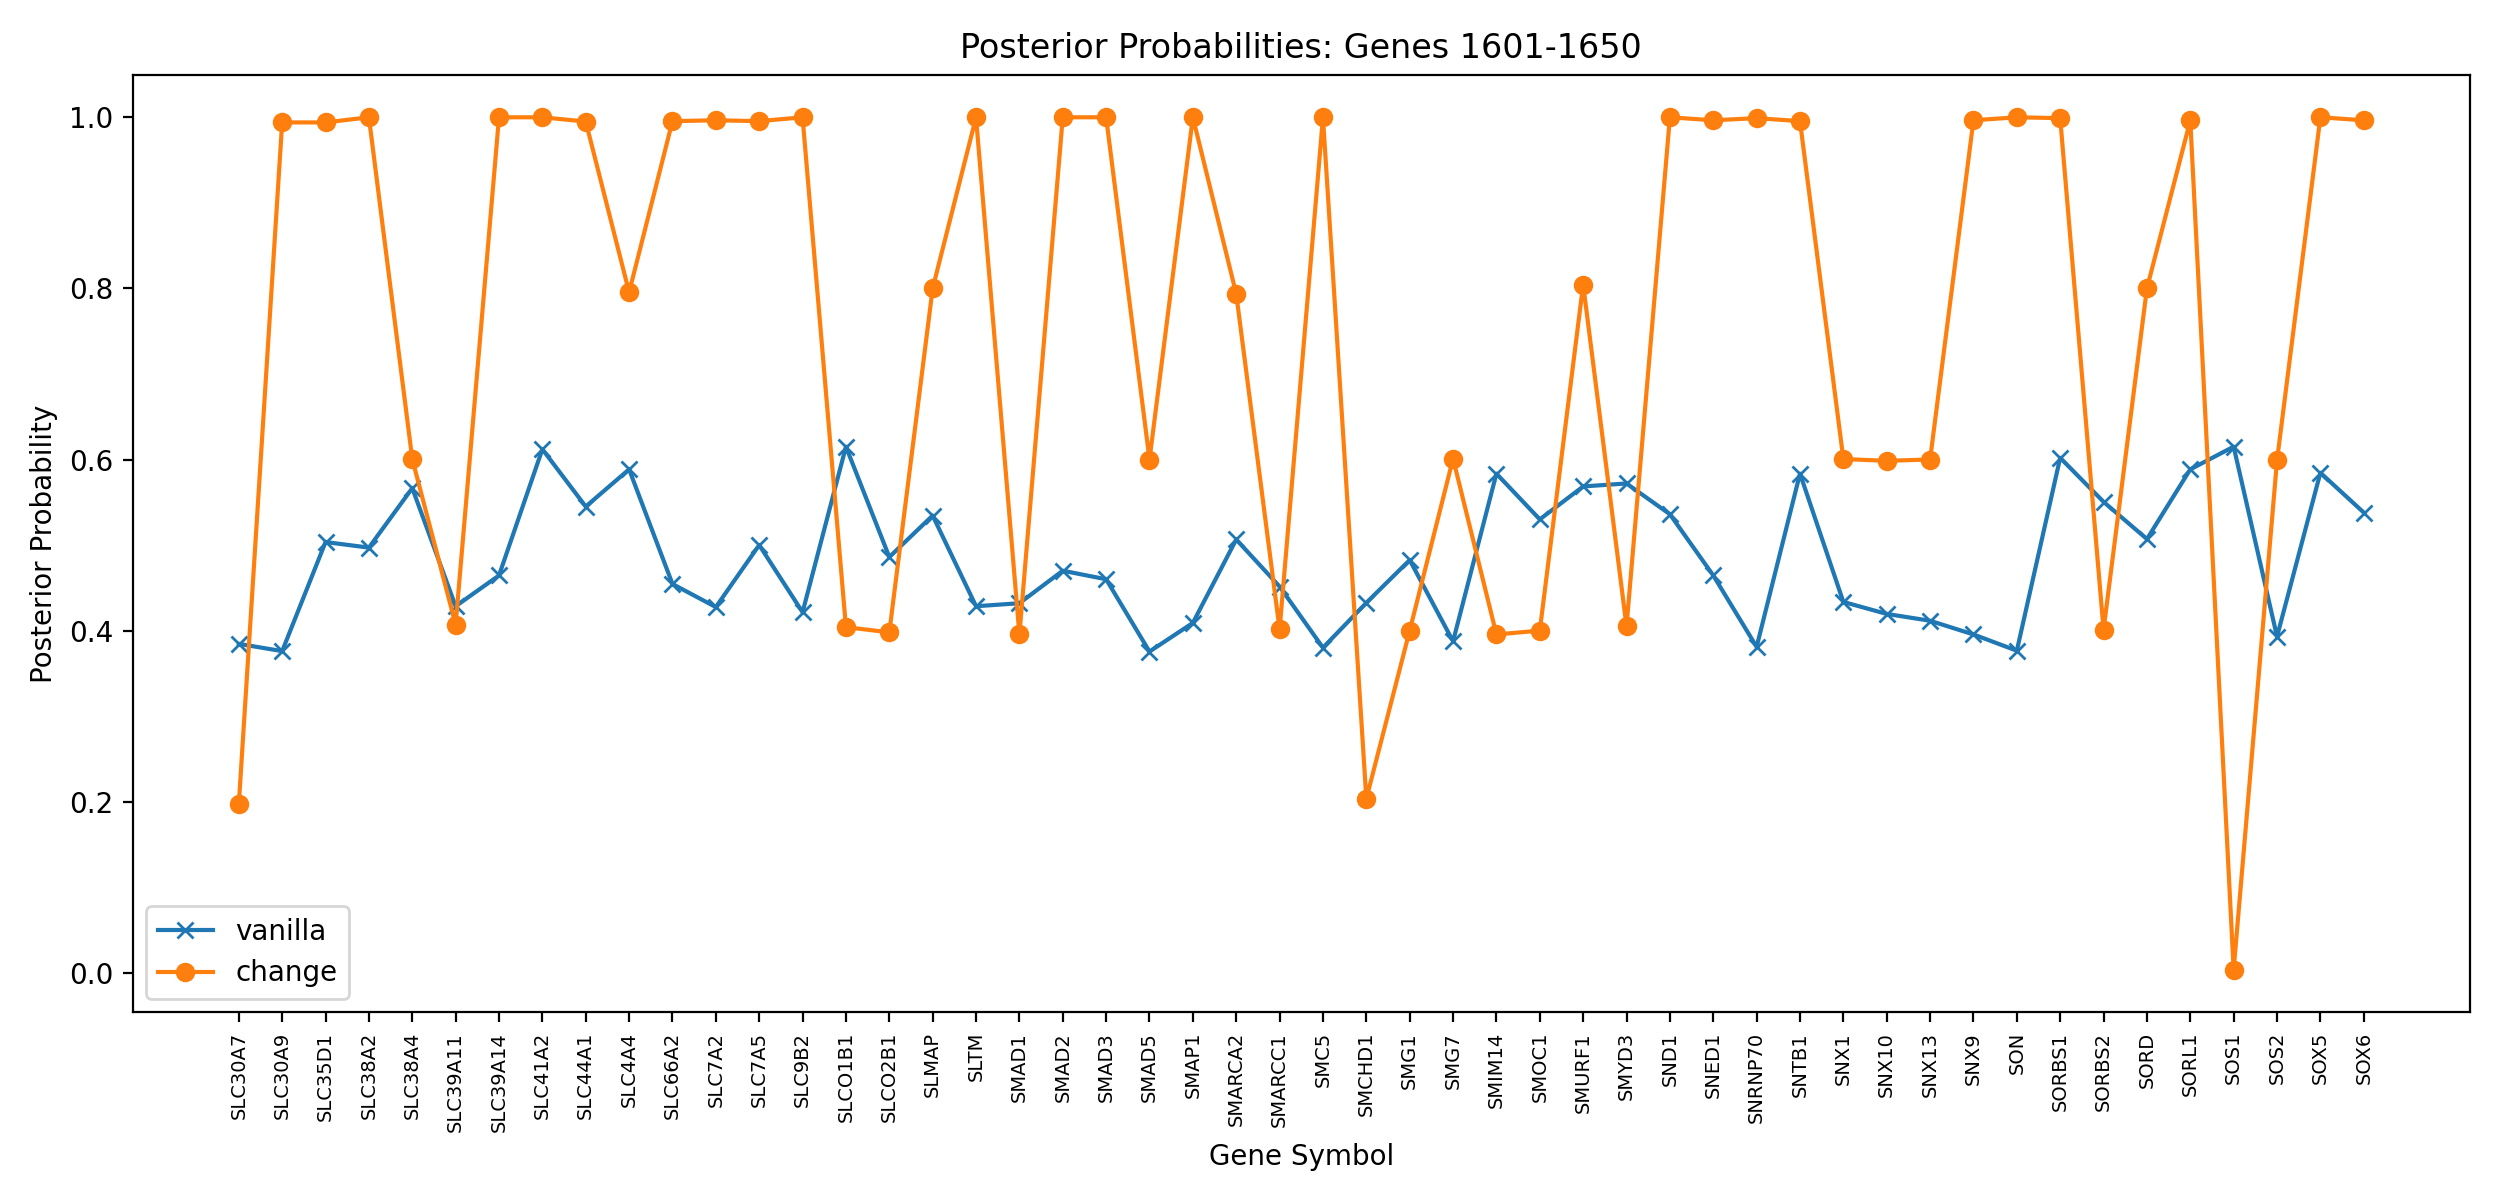 Posterior Probabilities: Genes 1601-1650
Posterior Probability
1.0
0.8
0.6
0.4
0.2
0.0
vanilla
change
SLC30A7
SLC30A9
SLC35D1
SLC38A2
SLC38A4
SLC39A11
SLC39A14
SLC41A2
SLC44A1
SLC4A4
SLC66A2
SLC7A2
SLC7A5
SLC9B2
SLCO1B1
SLCO2B1
SLMAP
SLTM
SMAD1
SMAD2
SMAD3
SMAD5
SMAP1
SMARCA2
SMARCC1
SMC5
SMCHD1
SMG1
SMG7
SMIM14
SMOC1
SMURF1
SMYD3
SND1
SNED1
SNRNP70
SNTB1
SNX1
SNX10
SNX13
SNX9
SON
SORBS1
SORBS2
SORD
SORL1
SOS1
SOS2
SOX5
SOX6
Gene Symbol